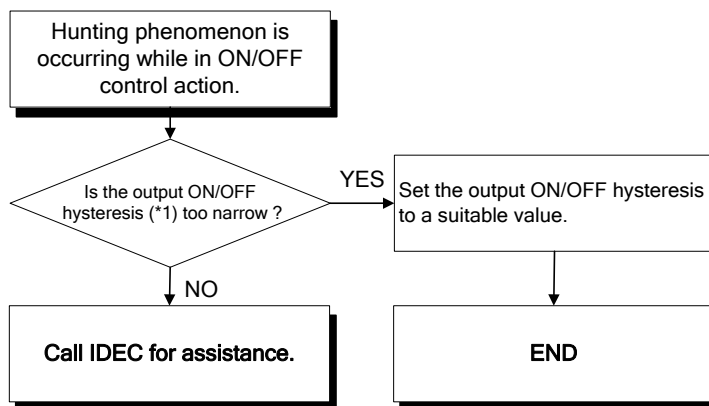 Hunting phenomenon is
occurring while in ON/OFF
control action.
Is the output ON/OFF
hysteresis (*1) too narrow ?
YES
Set the output ON/OFF hysteresis
to a suitable value.
NO
Call IDEC for assistance.
END